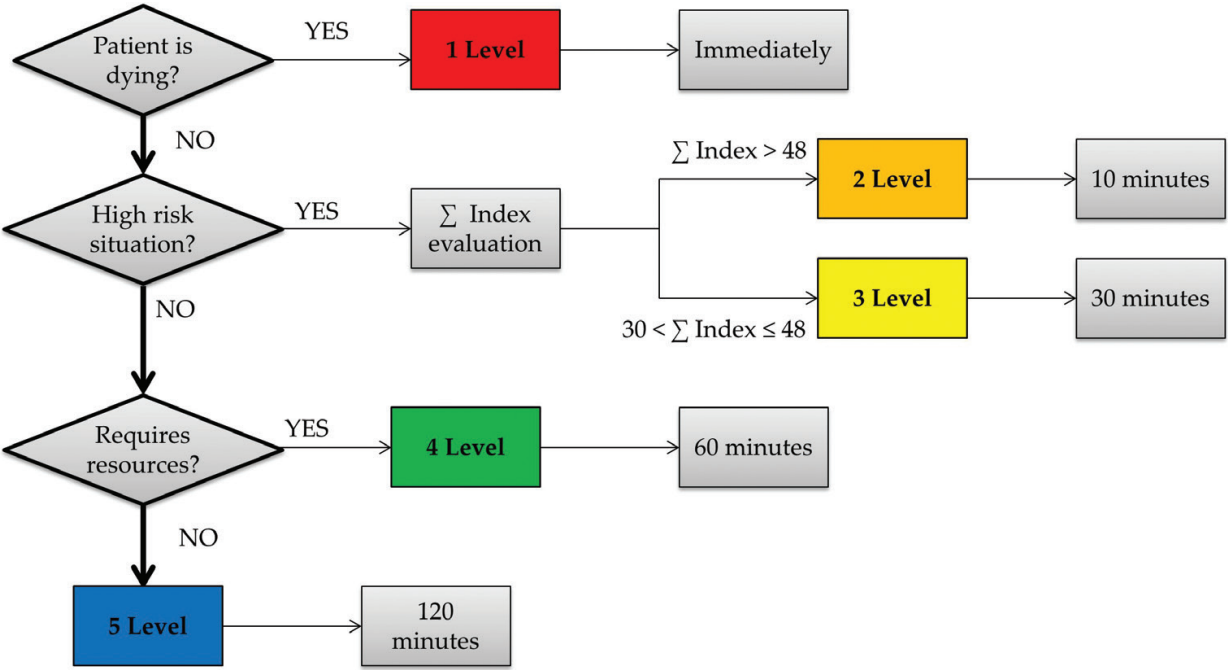 Patient is
dying?
YES
1 Level
Immediately
NO
High risk
situation?
YES
∑ Index
evaluation
∑ Index > 48
2 Level
10 minutes
30 < ∑ Index ≤ 48
3 Level
30 minutes
NO
Requires
resources?
YES
4 Level
60 minutes
NO
5 Level
120
minutes